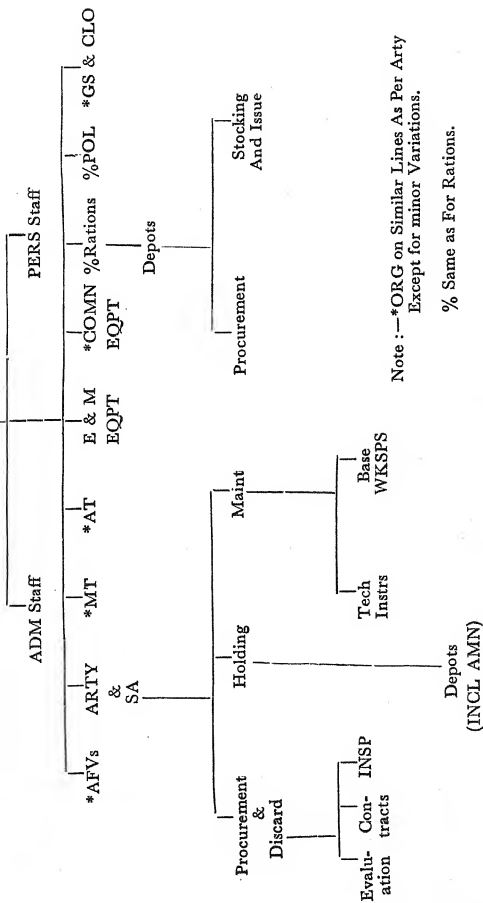 ADM Staff
PERS Staff
*AFVs
ARTY
&
SA
*MT
*AT
E & M
EQPT
*COMN
EQPT
%Rations
%POL
*GS & CLO
Procurement
&
Discard
Holding
Maint
Depots
Procurement
Stocking
And Issue
Evalu-
ation
Con-
tracts
INSP
Tech
Instrs
Base
WKSPS
Depots
(INCL AMN)
Note :—*ORG on Similar Lines As Per Arty
Except for minor Variations.
% Same as For Rations.